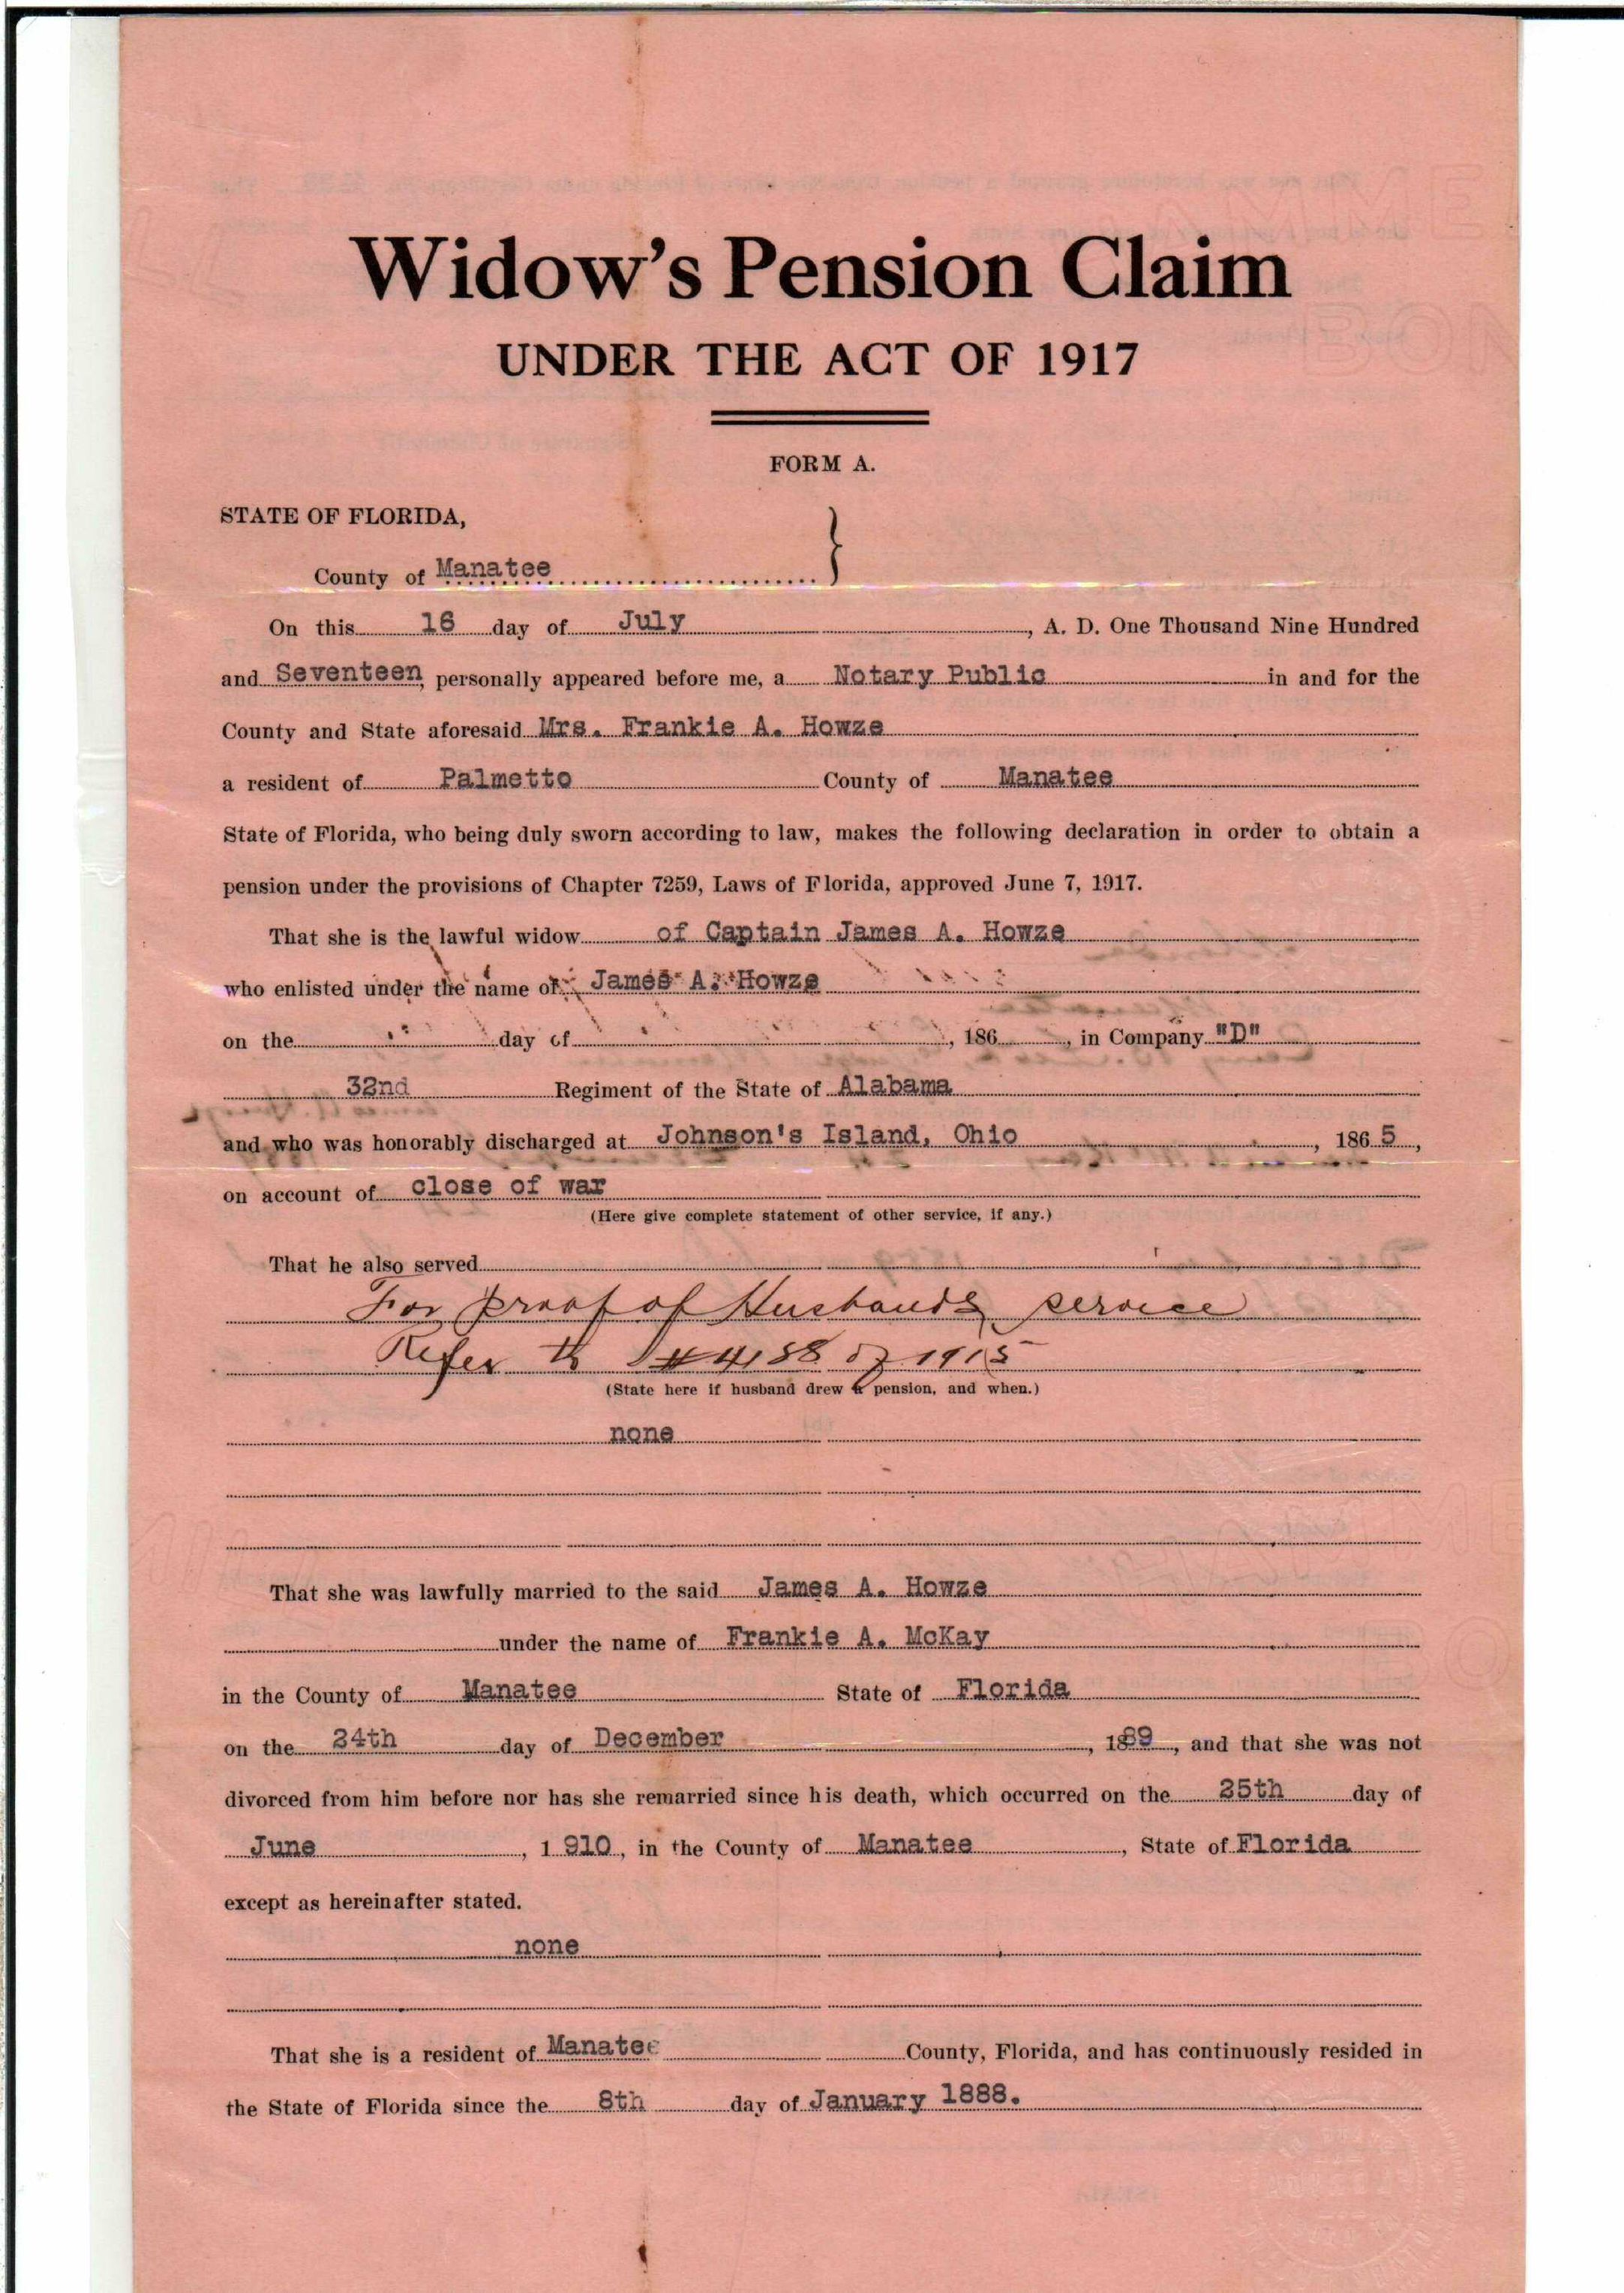 Widow's Pension Claim
UNDER THE ACT OF 1917
FORM A.
STATE OF FLORIDA,
County of Manatee
On this 16 day of July, A. D. One Thousand Nine Hundred
and Seventeen, personally appeared before me, a Notary Public in and for the
County and State aforesaid Mrs. Frankie A. Howze
a resident of Palmetto County of Manatee
State of Florida, who being duly sworn according to law, makes the following declaration in order to obtain a
pension under the provisions of Chapter 7259, Laws of Florida, approved June 7, 1917.
That she is the lawful widow of Captain James A. Howze
who enlisted under the name of James A. Howze
on the day of , 186 , in Company "D"
32nd Regiment of the State of Alabama
and who was honorably discharged at Johnson's Island, Ohio , 1865,
on account of close of war
(Here give complete statement of other service, if any.)
That he also served
For proof of Husbands service
Refer to #4188 of 1915
(State here if husband drew a pension, and when.)
none
That she was lawfully married to the said James A. Howze
under the name of Frankie A. McKay
in the County of Manatee State of Florida
on the 24th day of December , 1889, and that she was not
divorced from him before nor has she remarried since his death, which occurred on the 25th day of
June , 1910, in the County of Manatee , State of Florida
except as hereinafter stated.
none
That she is a resident of Manatee County, Florida, and has continuously resided in
the State of Florida since the 8th day of January 1888.